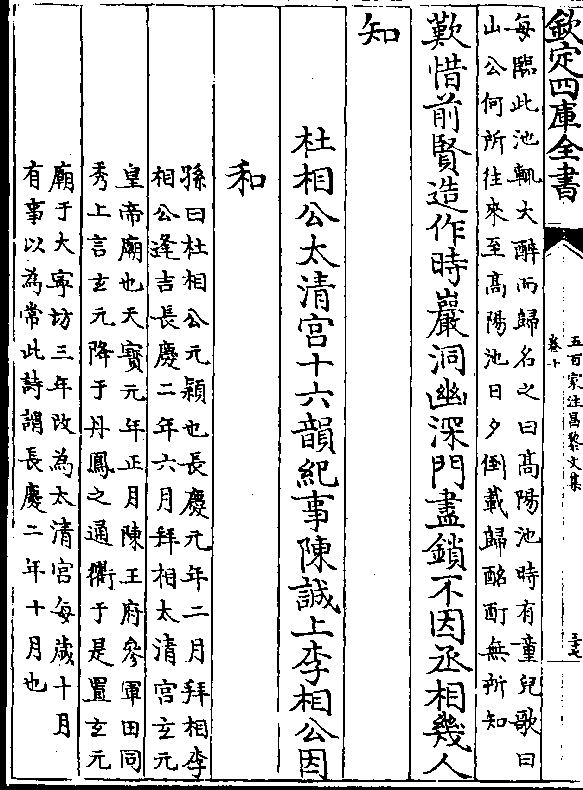 欽定四庫全書
五百家注昌黎文集
卷十
每臨此池輒大醉而歸名之曰高陽池時有童兒歌曰
山公何所往來至高陽池日夕倒載歸酩酊無所知
歎惜前賢造作時巖洞幽深門盡鎖不因丞相幾人
知
杜相公太清宫十六韻紀事陳誠上李相公因
和
孫曰杜相公元穎也長慶元年二月拜相李
相公逢吉長慶二年六月拜相太清宫玄元
皇帝廟也天寳元年正月陳王府參軍田同
秀上言玄元降于丹鳳之通衢于是置玄元
廟于大寧坊三年改為太清宫每歲十月
有事以為常此詩謂長慶二年十月也